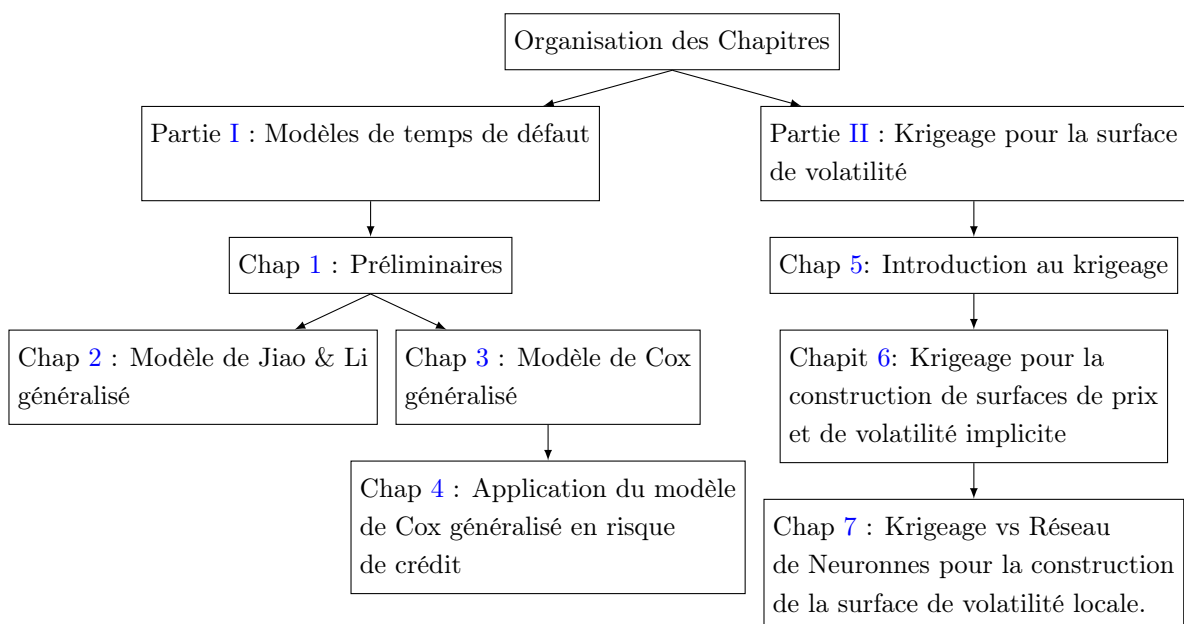 Organisation des Chapitres
Partie I : Modèles de temps de défaut
Partie II : Krigeage pour la surface
de volatilité
Chap 1 : Préliminaires
Chap 5: Introduction au krigeage
Chap 2 : Modèle de Jiao & Li
généralisé
Chap 3 : Modèle de Cox
généralisé
Chapit 6: Krigeage pour la
construction de surfaces de prix
et de volatilité implicite
Chap 4 : Application du modèle
de Cox généralisé en risque
de crédit
Chap 7 : Krigeage vs Réseau
de Neuronnes pour la construction
de la surface de volatilité locale.